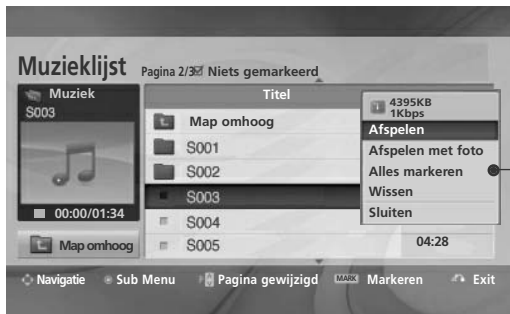 Muzieklijst Pagina 2/3 Niets gemarkeerd
Muziek
S003
00:00/01:34
Map omhoog
Titel
Map omhoog
S001
S002
S003
S004
S005
04:28
4395KB
1Kbps
Afspelen
Afspelen met foto
Alles markeren
Wissen
Sluiten
Navigatie Sub Menu Pagina gewijzigd MARK Markeren Exit